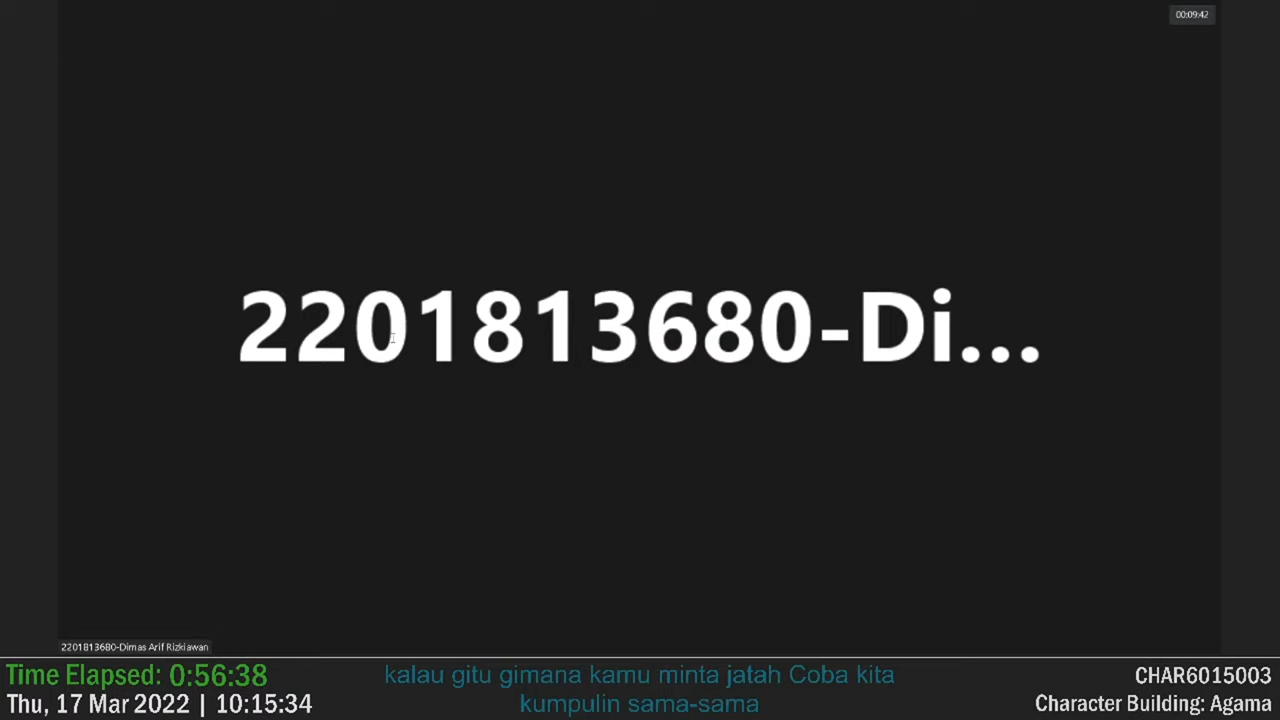 00:09:42
2201813680-Di...
2201813680-Dimas Arif Rizkiawan
Time Elapsed: 0:56:38
Thu, 17 Mar 2022 | 10:15:34
kalau gitu gimana kamu minta jatah Coba kita
kumpulin sama-sama
CHAR6015003
Character Building: Agama